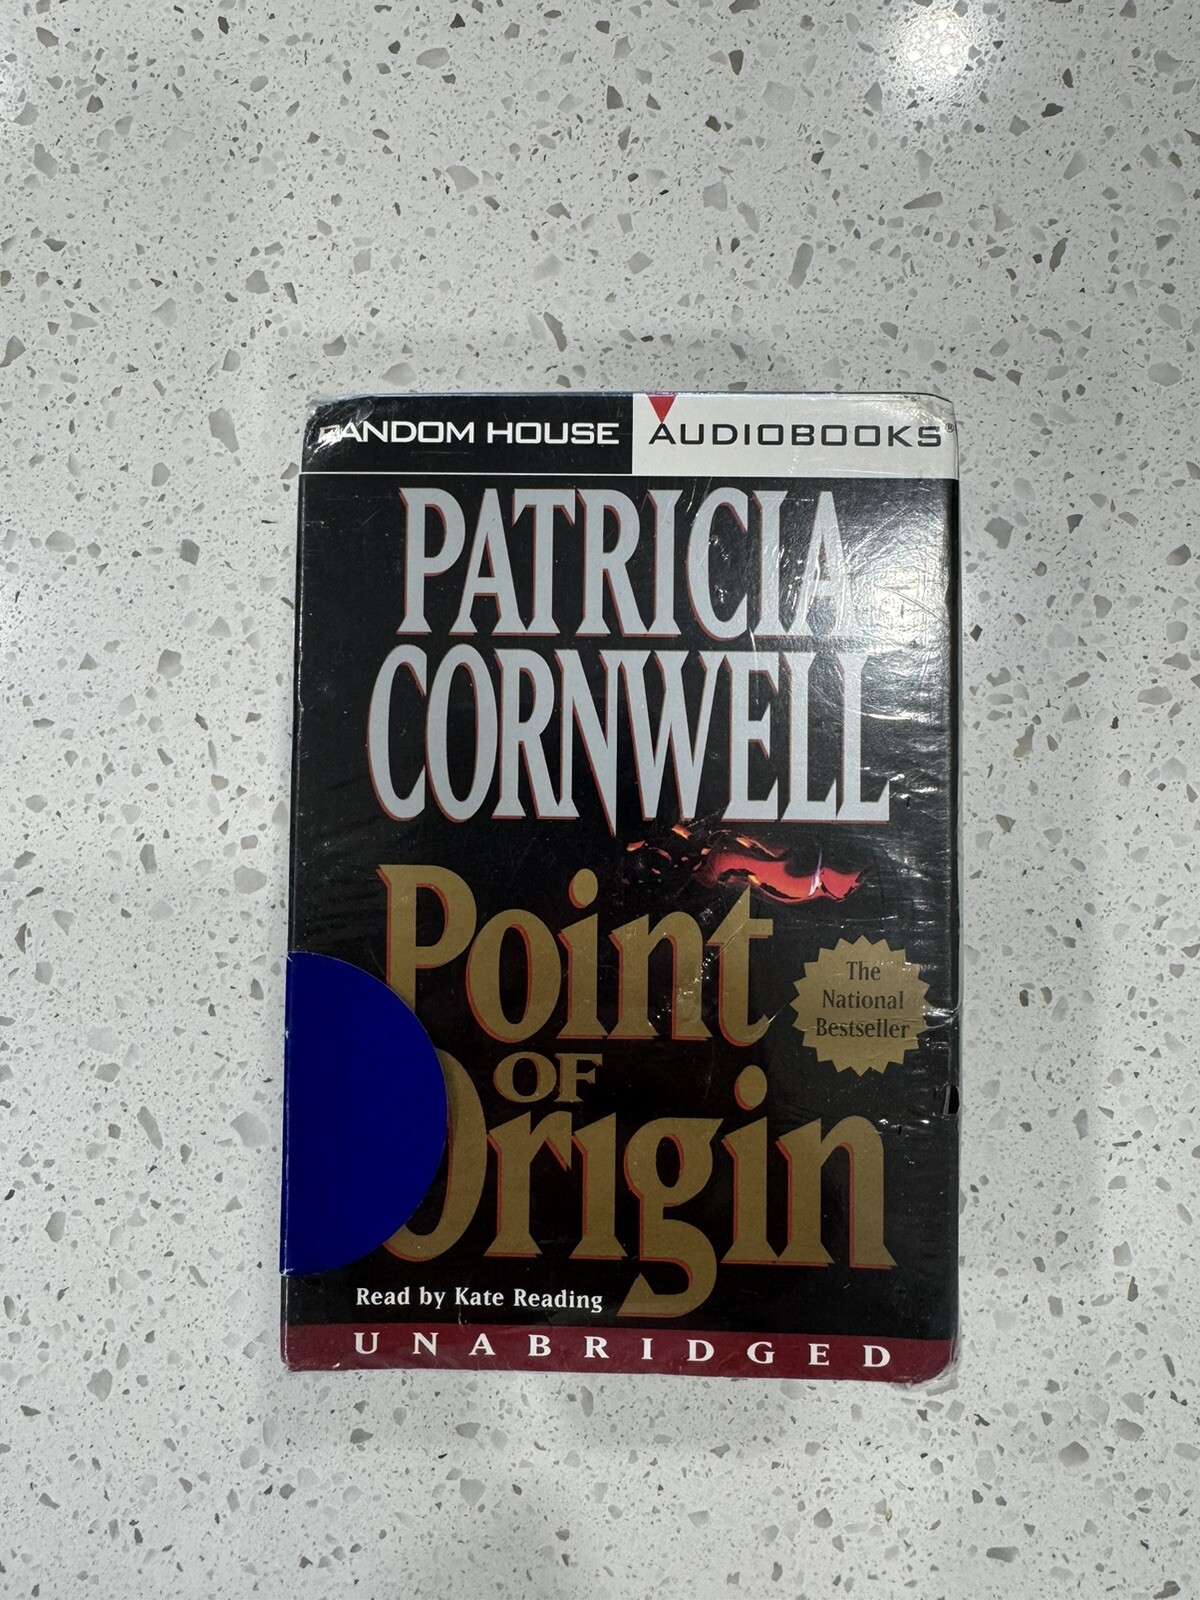 RANDOM HOUSE AUDIOBOOKS®
PATRICIA
CORNWELL
Point
OF
Origin
The
National
Bestseller
Read by Kate Reading
UNABRIDGED